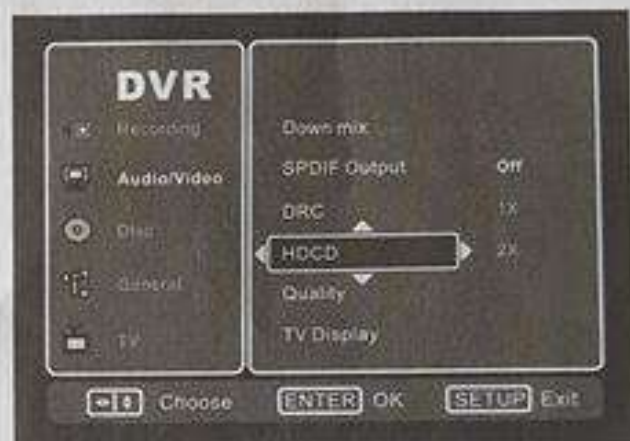 DVR
Recording
Audio/Video
Disc
General
TV
Down mix
SPDIF Output
DRC
HDCD
Quality
TV Display
Off
1X
2X
Choose
ENTER OK
SETUP Exit